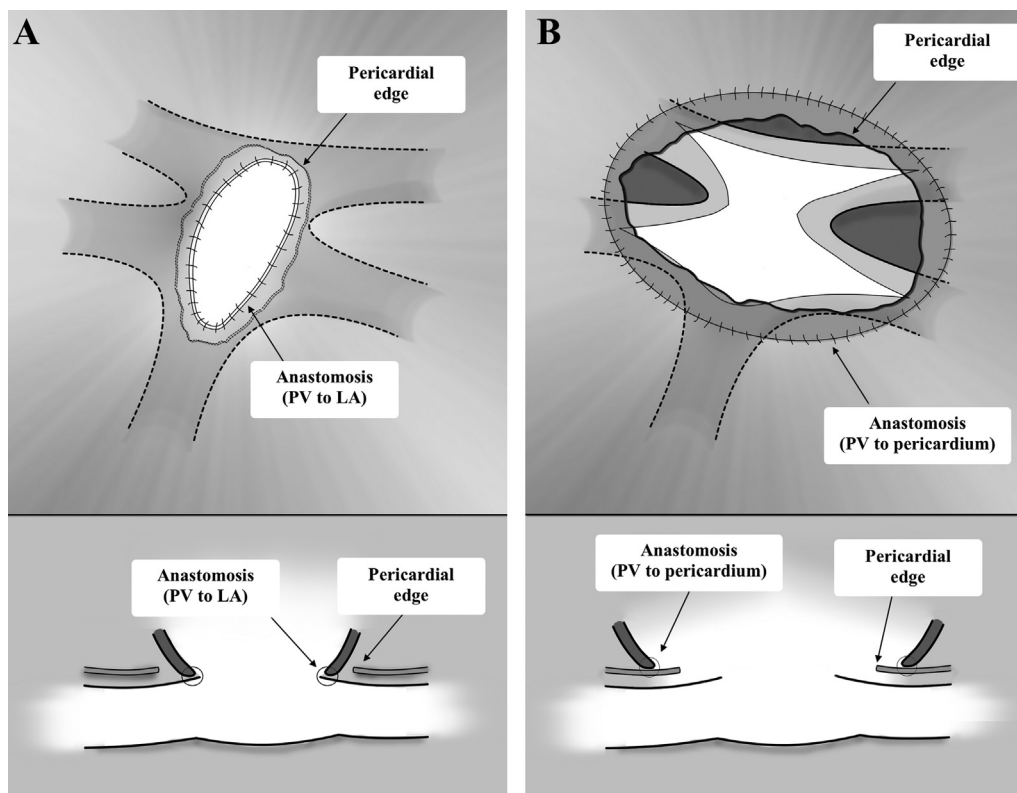 A
Pericardial
edge
Anastomosis
(PV to LA)
B
Pericardial
edge
Anastomosis
(PV to pericardium)
Anastomosis
(PV to LA)
Pericardial
edge
Anastomosis
(PV to pericardium)
Pericardial
edge